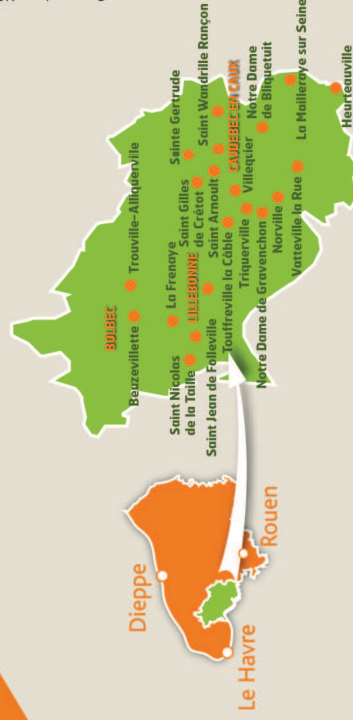 BOLBEC
Trouville-Alliquerville
Beuzevillette
Sainte Gertrude
Saint Wandrille Rançon
La Frenaye
Saint Gilles
de Crétot
CAUDEBEC EN CAUX
Notre Dame
de Bliquetuit
La Mailleraye sur Seine
Heurteauville
Saint Nicolas
de la Taille
LILLEBONNE
Saint Arnoult
Villequier
Saint Jean de Folleville
Touffreville la Câble
Triquerville
Notre Dame de Gravenchon
Norville
Vatteville la Rue
Dieppe
Le Havre
Rouen